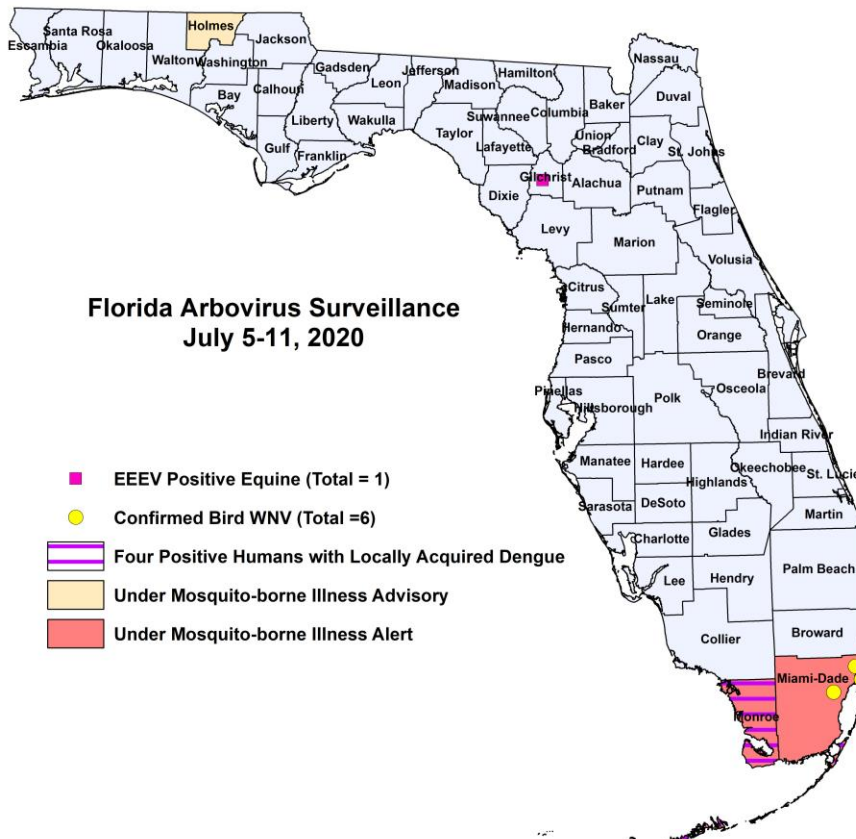 Holmes
Santa Rosa
Jackson
Escambia
Okaloosa
Walton
Washington
Gadsden
Jefferson
Hamilton
Nassau
Leon
Madison
Bay
Calhoun
Liberty
Wakulla
Suwannee
Columbia
Baker
Duval
Taylor
Union
Bradford
Clay
St. Johns
Gulf
Franklin
Lafayette
Gilchrist
Alachua
Putnam
Dixie
Flagler
Levy
Marion
Volusia
Citrus
Sumter
Lake
Seminole
Florida Arbovirus Surveillance
July 5-11, 2020
Hernando
Orange
Pasco
Brevard
Pinellas
Hillsborough
Polk
Osceola
Indian River
Manatee
Hardee
Okeechobee
St. Lucie
Highlands
Sarasota
DeSoto
Martin
Charlotte
Glades
Lee
Hendry
Palm Beach
Collier
Broward
Miami-Dade
Monroe
EEEV Positive Equine (Total = 1)
Confirmed Bird WNV (Total =6)
Four Positive Humans with Locally Acquired Dengue
Under Mosquito-borne Illness Advisory
Under Mosquito-borne Illness Alert